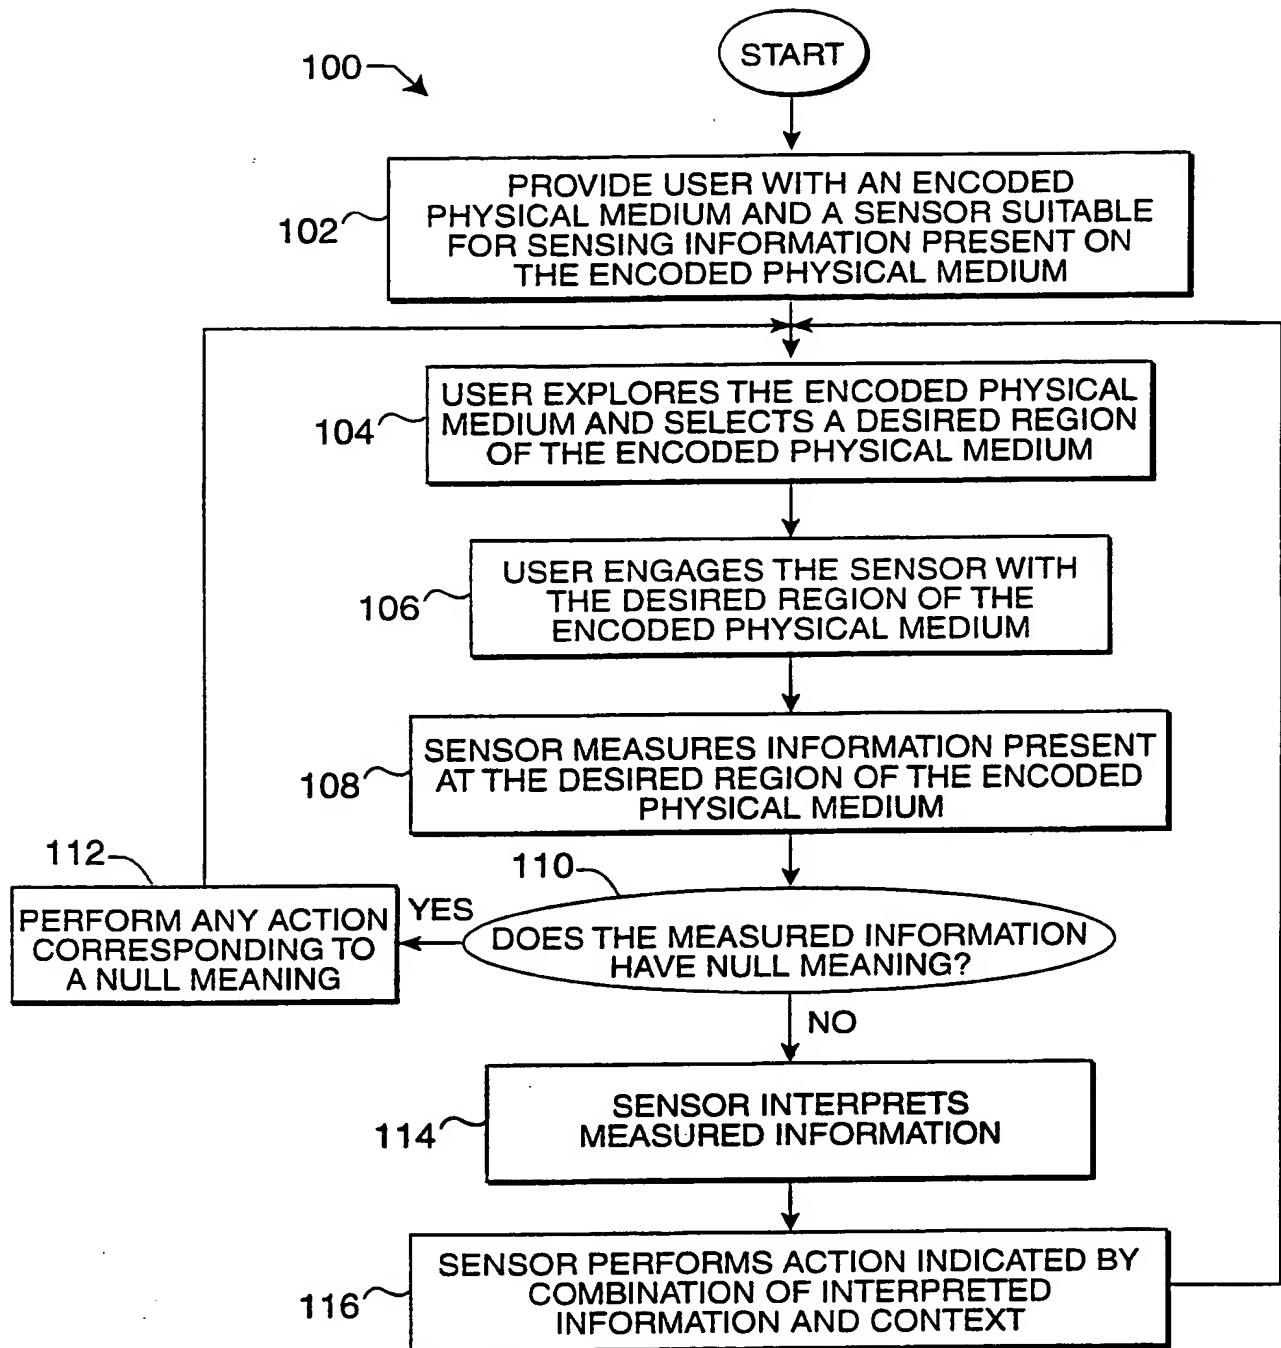 START
100
PROVIDE USER WITH AN ENCODED
PHYSICAL MEDIUM AND A SENSOR SUITABLE
FOR SENSING INFORMATION PRESENT ON
THE ENCODED PHYSICAL MEDIUM
102
USER EXPLORES THE ENCODED PHYSICAL
MEDIUM AND SELECTS A DESIRED REGION
OF THE ENCODED PHYSICAL MEDIUM
104
USER ENGAGES THE SENSOR WITH
THE DESIRED REGION OF THE
ENCODED PHYSICAL MEDIUM
106
SENSOR MEASURES INFORMATION PRESENT
AT THE DESIRED REGION OF THE ENCODED
PHYSICAL MEDIUM
108
110
DOES THE MEASURED INFORMATION
HAVE NULL MEANING?
YES
112
PERFORM ANY ACTION
CORRESPONDING TO
A NULL MEANING
NO
SENSOR INTERPRETS
MEASURED INFORMATION
114
SENSOR PERFORMS ACTION INDICATED BY
COMBINATION OF INTERPRETED
INFORMATION AND CONTEXT
116